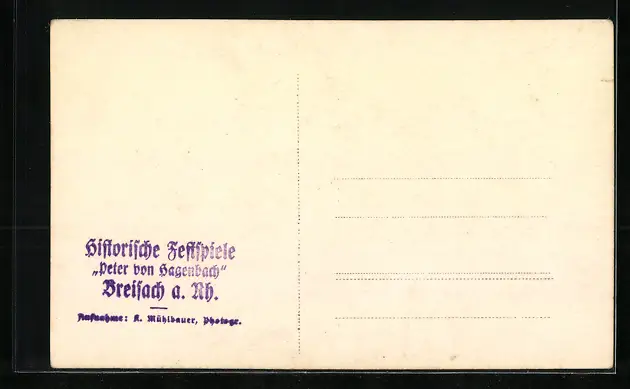 Historische Festspiele
„Peter von Hagenbach“
Breisach a. Rh.
Aufnahme: K. Mühlbauer, Photogr.